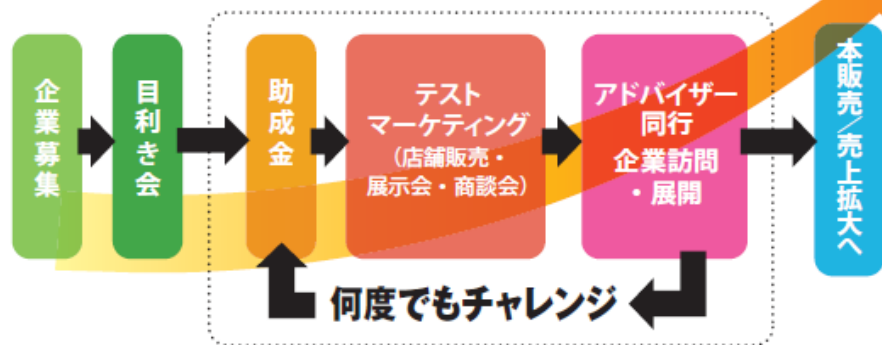 企業募集
目利き会
助成金
テスト
マーケティング
（店舗販売・
展示会・商談会）
アドバイザー
同行
企業訪問
・展開
本販売／売上拡大へ
何度でもチャレンジ